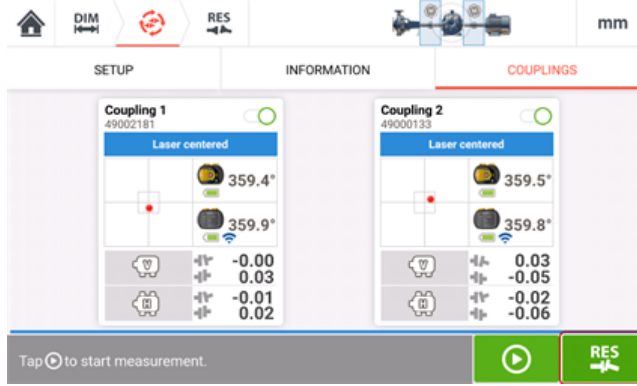 DIM
RES
mm
SETUP
INFORMATION
COUPLINGS
Coupling 1
49002181
Laser centered
359.4°
359.9°
V
-0.00
0.03
H
-0.01
0.02
Coupling 2
49000133
Laser centered
359.5°
359.8°
V
0.03
-0.05
H
-0.02
-0.06
Tap to start measurement.
RES